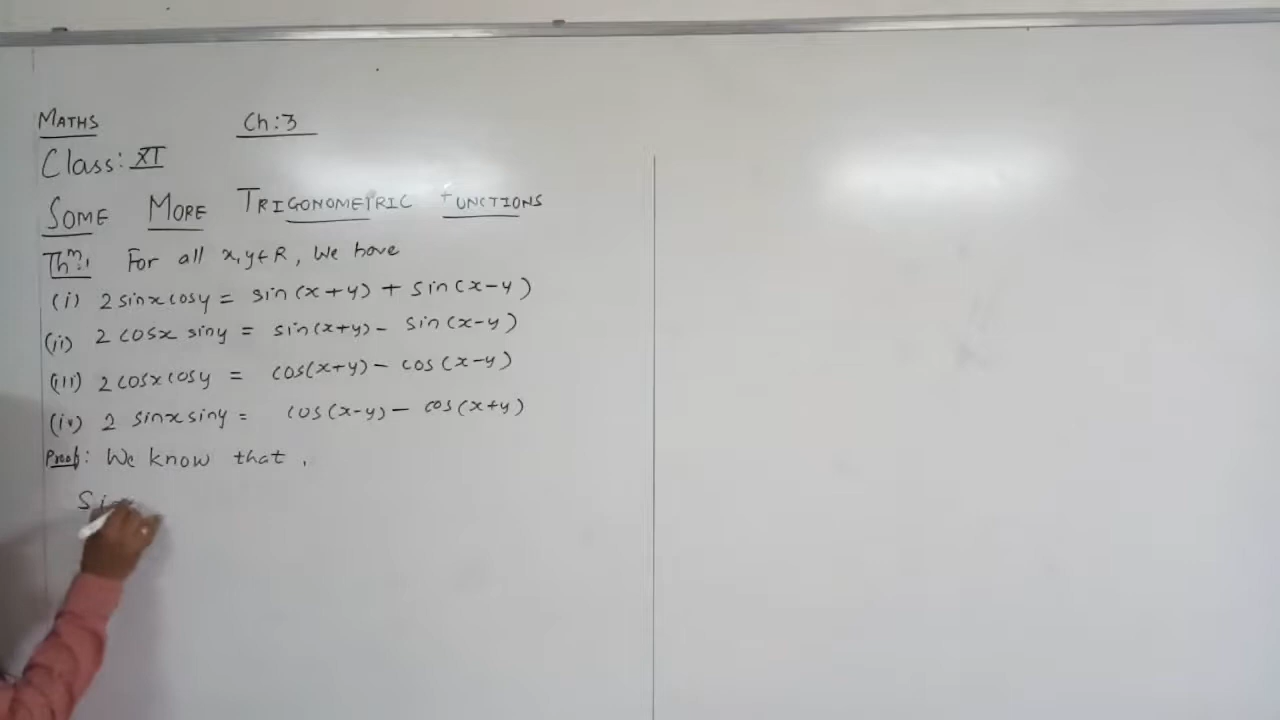 MATHS Ch:3
Class: XI
SOME MORE TRIGONOMETRIC FUNCTIONS
Thm:1 For all x,y∈R, We have
(i) 2 sinx cosy = sin(x+y) + sin(x-y)
(ii) 2 cosx siny = sin(x+y) - sin(x-y)
(iii) 2 cosx cosy = cos(x+y) - cos(x-y)
(iv) 2 sinx siny = cos(x-y) - cos(x+y)
Proof: We know that,